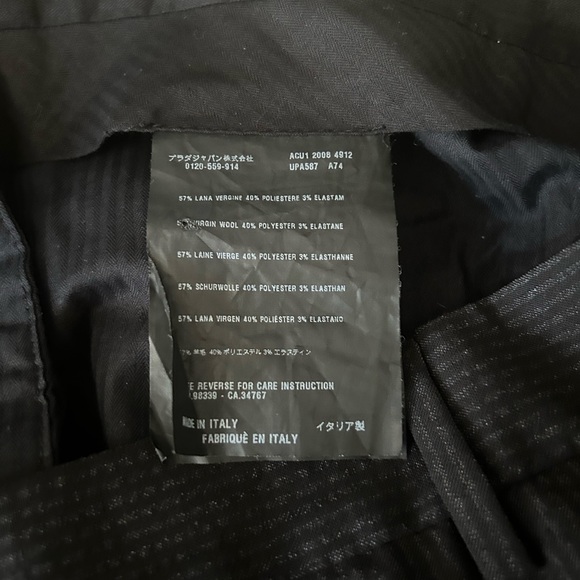 プラダジャパン株式会社 ACU1 2008 4912
0120-559-914 UPA587 A74
57% LANA VERGINE 40% POLIESTERE 3% ELASTAM
VIRGIN WOOL 40% POLYESTER 3% ELASTANE
57% LAINE VIERGE 40% POLYESTER 3% ELASTHANNE
57% SCHURWOLLE 40% POLYESTER 3% ELASTHAN
57% LANA VIRGEN 40% POLIÉSTER 3% ELASTANO
羊毛 40% ポリエステル 3% エラスティン
REVERSE FOR CARE INSTRUCTION
98339 - CA.34767
MADE IN ITALY イタリア製
FABRIQUÈ EN ITALY